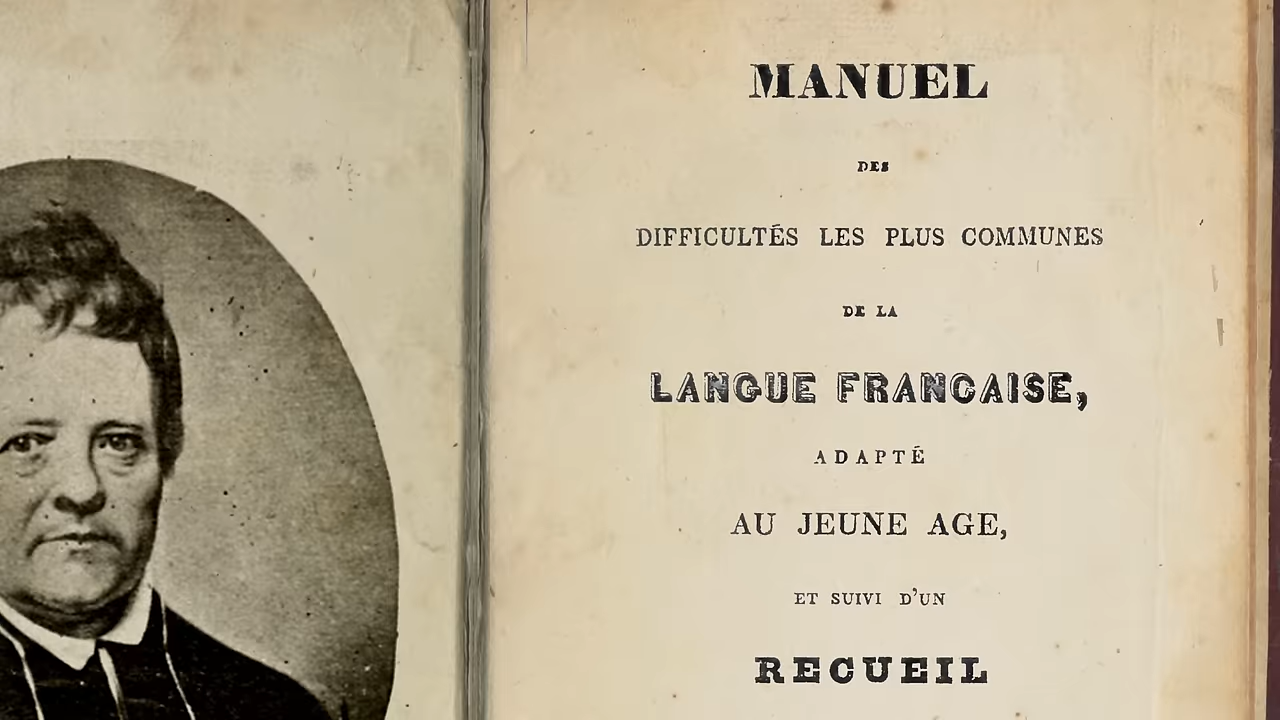 MANUEL
DES
DIFFICULTÉS LES PLUS COMMUNES
DE LA
LANGUE FRANCAISE,
ADAPTÉ
AU JEUNE AGE,
ET SUIVI D'UN
RECUEIL